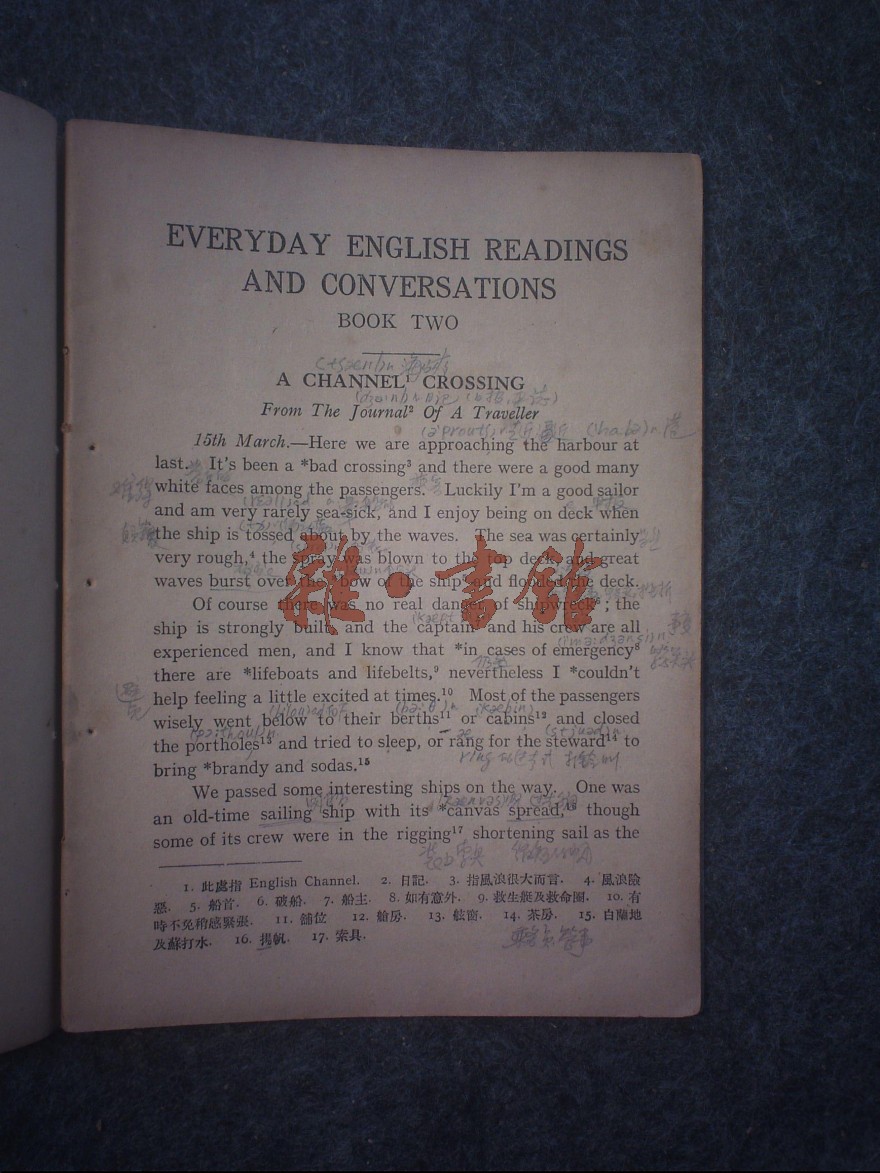 EVERYDAY ENGLISH READINGS
AND CONVERSATIONS
BOOK TWO
A CHANNEL¹ CROSSING
From The Journal² Of A Traveller
15th March.—Here we are approaching the harbour at
last. It's been a *bad crossing³ and there were a good many
white faces among the passengers. Luckily I'm a good sailor
and am very rarely sea-sick, and I enjoy being on deck when
the ship is tossed about by the waves. The sea was certainly
very rough,⁴ the spray was blown to the top deck, and great
waves burst over the bow of the ship and flooded the deck.
Of course there was no real danger of shipwreck⁶; the
ship is strongly built, and the captain and his crew are all
experienced men, and I know that *in cases of emergency⁸
there are *lifeboats and lifebelts,⁹ nevertheless I *couldn't
help feeling a little excited at times.¹⁰ Most of the passengers
wisely went below to their berths¹¹ or cabins¹² and closed
the portholes¹³ and tried to sleep, or rang for the steward¹⁴ to
bring *brandy and sodas.¹⁵
We passed some interesting ships on the way. One was
an old-time sailing ship with its *canvas spread,¹⁶ though
some of its crew were in the rigging¹⁷ shortening sail as the
1. 此處指 English Channel. 2. 日記. 3. 指風浪很大而言. 4. 風浪險
惡. 5. 船首. 6. 破船. 7. 船主. 8. 如有意外. 9. 救生艇及救命圈. 10. 有
時不免稍感緊張. 11. 舖位 12. 艙房. 13. 舷窗. 14. 茶房. 15. 白蘭地
及蘇打水. 16. 揚帆. 17. 索具.
雜·書館